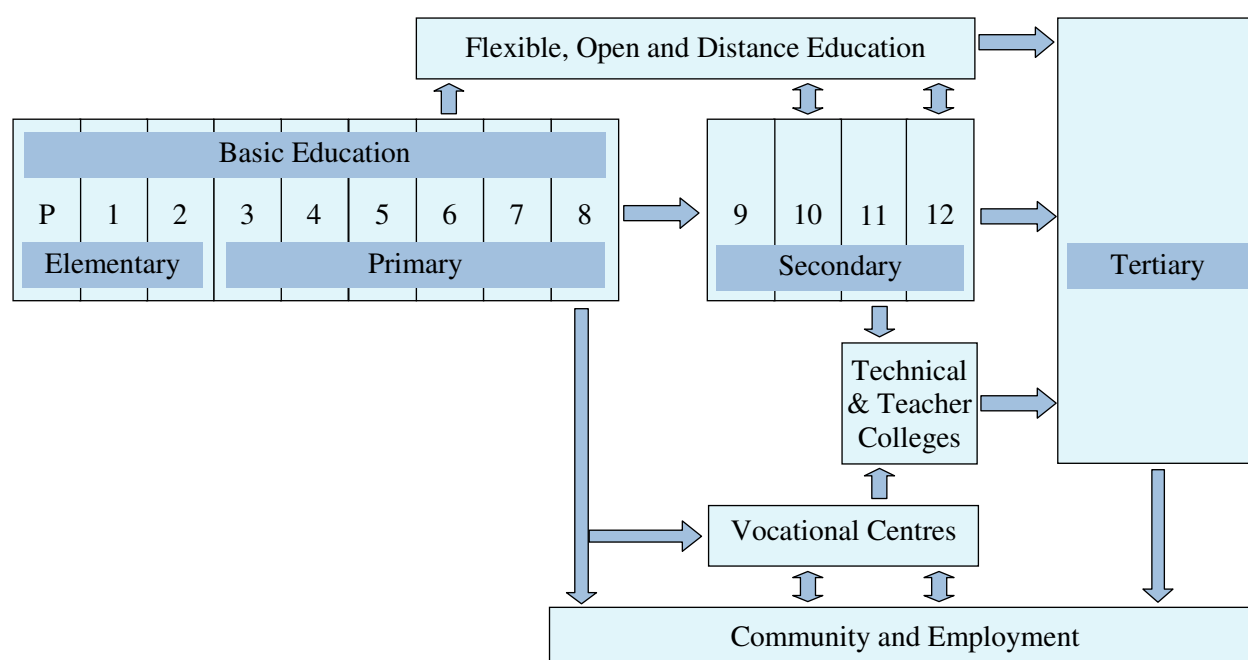 Flexible, Open and Distance Education
Basic Education
P 1 2 3 4 5 6 7 8
Elementary
Primary
9 10 11 12
Secondary
Tertiary
Technical
& Teacher
Colleges
Vocational Centres
Community and Employment